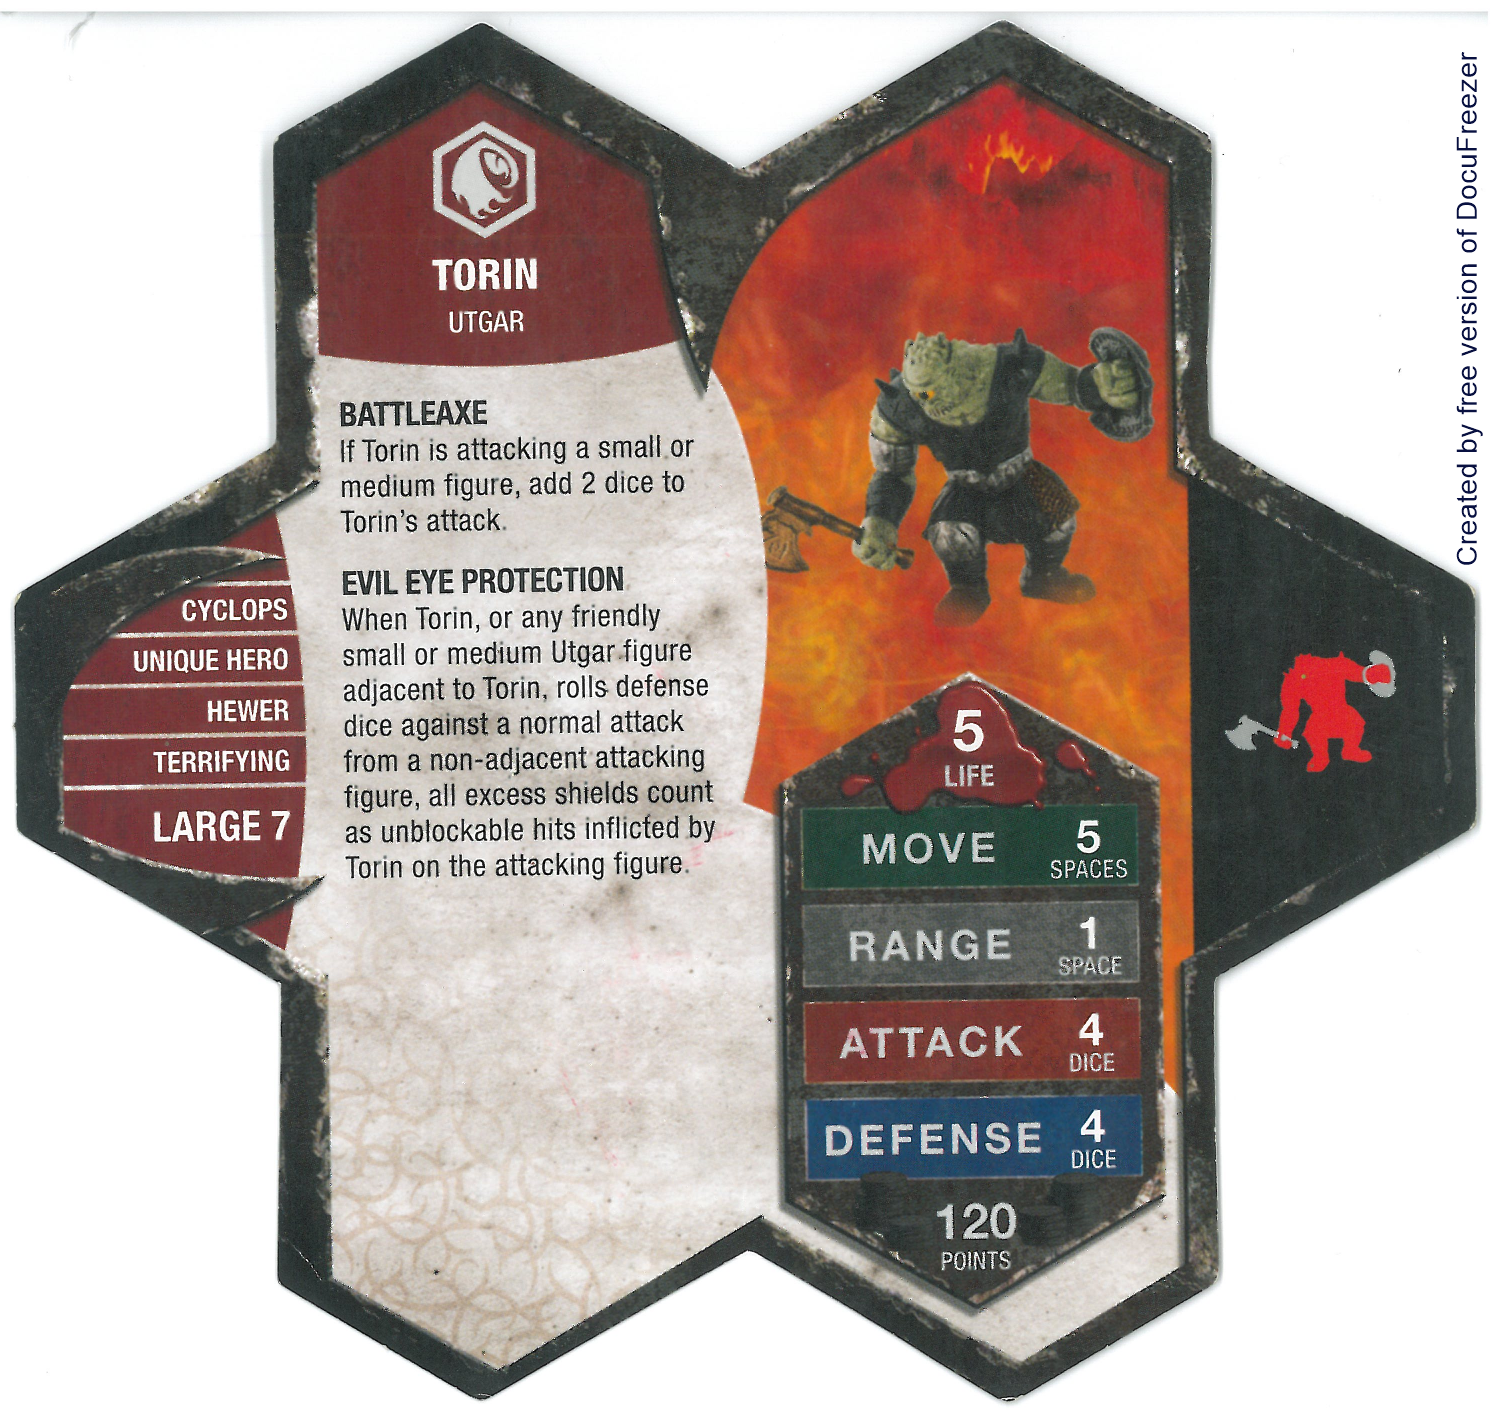 TORIN
UTGAR
BATTLEAXE
If Torin is attacking a small or
medium figure, add 2 dice to
Torin's attack.
EVIL EYE PROTECTION
When Torin, or any friendly
small or medium Utgar figure
adjacent to Torin, rolls defense
dice against a normal attack
from a non-adjacent attacking
figure, all excess shields count
as unblockable hits inflicted by
Torin on the attacking figure.
CYCLOPS
UNIQUE HERO
HEWER
TERRIFYING
LARGE 7
5
LIFE
MOVE 5
SPACES
RANGE 1
SPACE
ATTACK 4
DICE
DEFENSE 4
DICE
120
POINTS
Created by free version of DocuFreezer